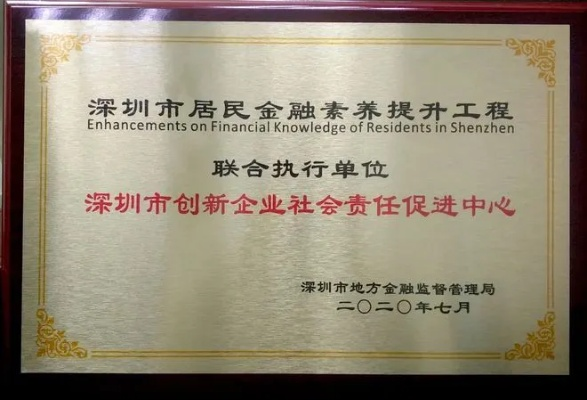 深圳市居民金融素养提升工程
Enhancements on Financial Knowledge of Residents in Shenzhen
联合执行单位
深圳市创新企业社会责任促进中心
深圳市地方金融监督管理局
二〇二〇年七月